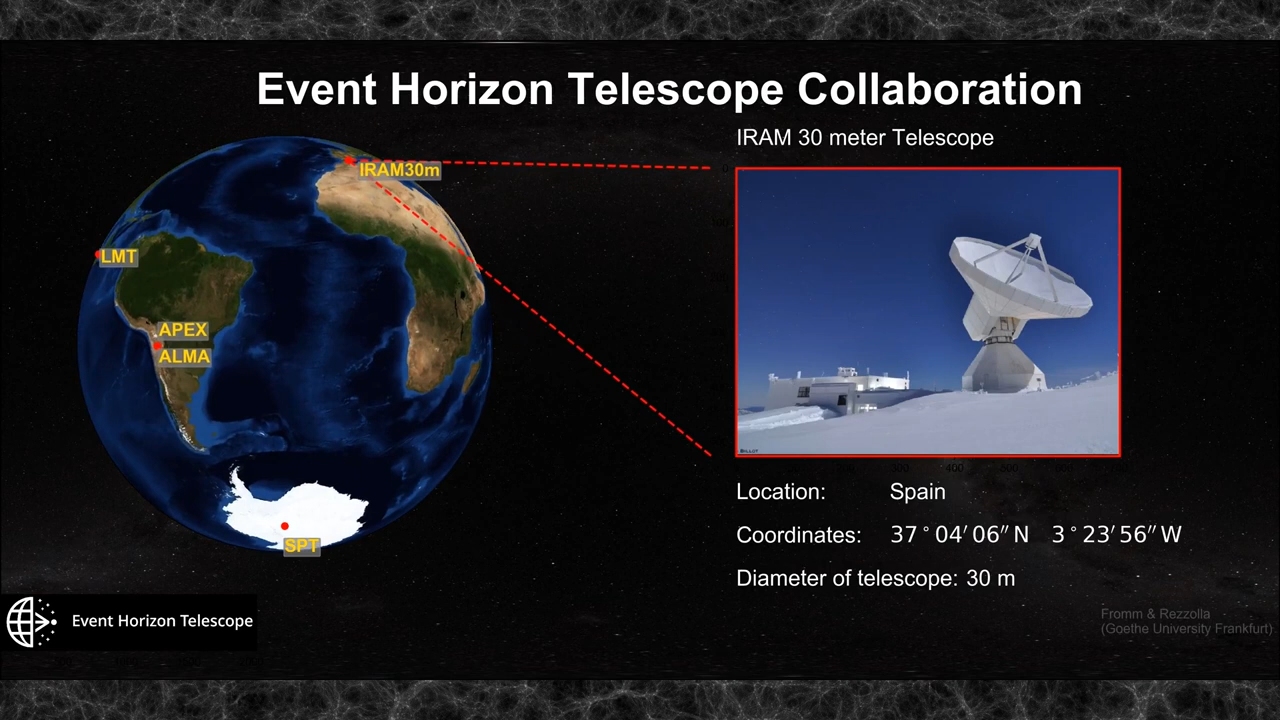 Event Horizon Telescope Collaboration
IRAM 30 meter Telescope
IRAM30m
LMT
APEX
ALMA
SPT
Location: Spain
Coordinates: 37°04′06″N 3°23′56″W
Diameter of telescope: 30 m
Event Horizon Telescope
Fromm & Rezzolla
(Goethe University Frankfurt)